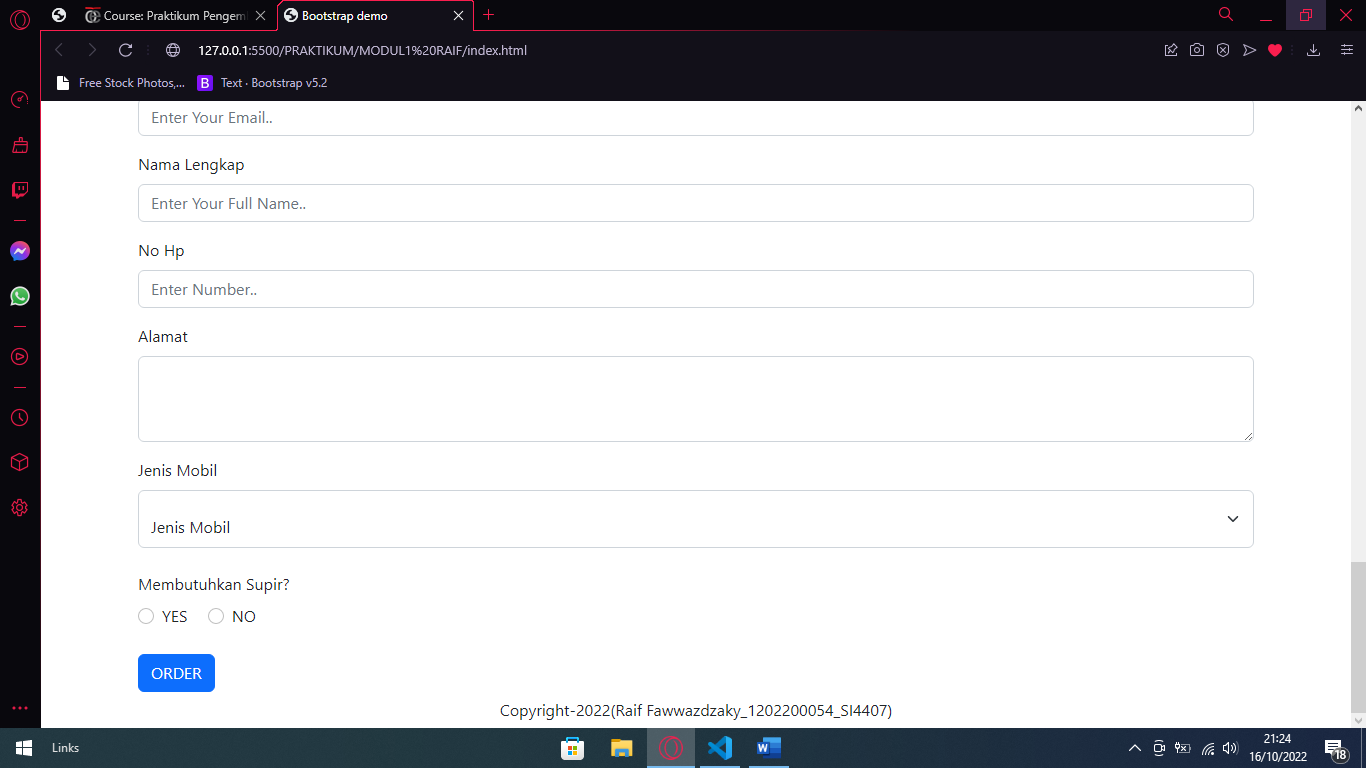 Course: Praktikum Pengem
Bootstrap demo
127.0.0.1:5500/PRAKTIKUM/MODUL1%20RAIF/index.html
Free Stock Photos,...
B Text · Bootstrap v5.2
Enter Your Email..
Nama Lengkap
Enter Your Full Name..
No Hp
Enter Number..
Alamat
Jenis Mobil
Jenis Mobil
Membutuhkan Supir?
YES NO
ORDER
Copyright-2022(Raif Fawwazdzaky_1202200054_SI4407)
Links
21:24
16/10/2022
18